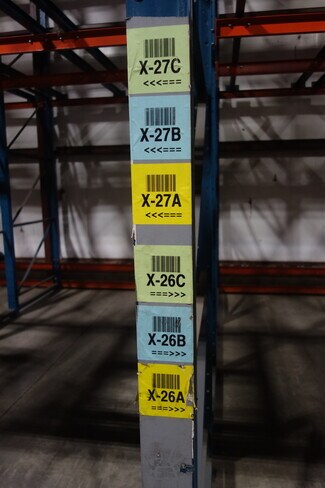 X-27C
<<<===
X-27B
<<<===
X-27A
<<<===
X-26C
===>>>
X-26B
===>>>
X-26A
===>>>